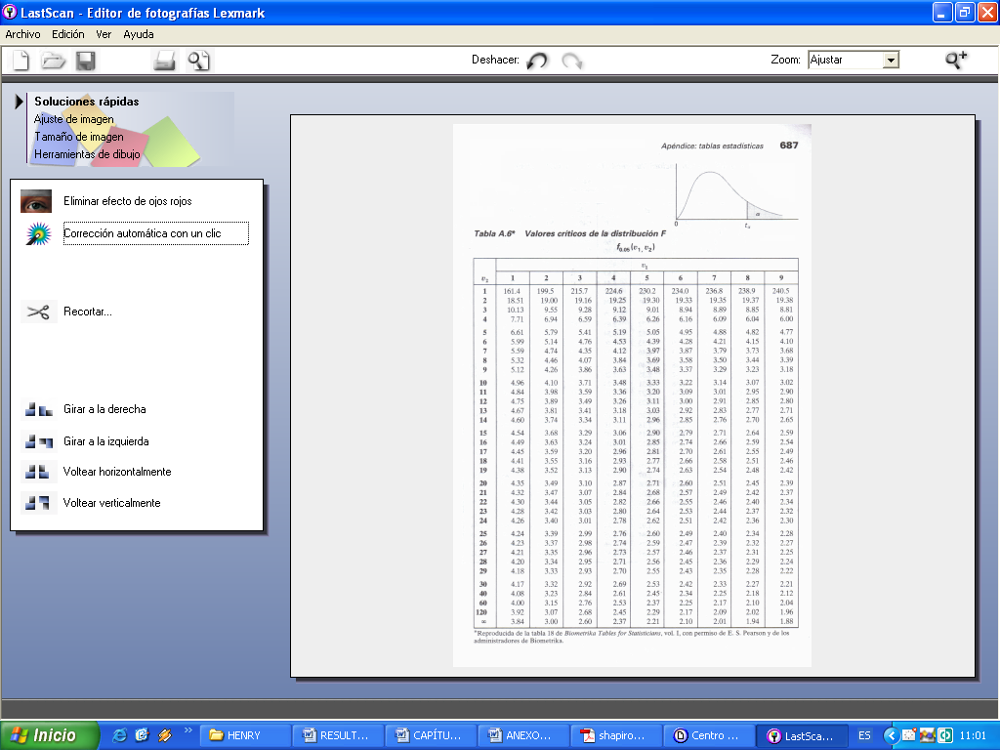 LastScan - Editor de fotografías Lexmark
Archivo Edición Ver Ayuda
Deshacer: Zoom: Ajustar
Soluciones rápidas
Ajuste de imagen
Tamaño de imagen
Herramientas de dibujo
Eliminar efecto de ojos rojos
Corrección automática con un clic
Recortar...
Girar a la derecha
Girar a la izquierda
Voltear horizontalmente
Voltear verticalmente
Apéndice: tablas estadísticas 687
α
0 tα
Tabla A.6* Valores críticos de la distribución F
f0.05(v1, v2)
v1
v2 1 2 3 4 5 6 7 8 9
1 161.4 199.5 215.7 224.6 230.2 234.0 236.8 238.9 240.5
2 18.51 19.00 19.16 19.25 19.30 19.33 19.35 19.37 19.38
3 10.13 9.55 9.28 9.12 9.01 8.94 8.89 8.85 8.81
4 7.71 6.94 6.59 6.39 6.26 6.16 6.09 6.04 6.00
5 6.61 5.79 5.41 5.19 5.05 4.95 4.88 4.82 4.77
6 5.99 5.14 4.76 4.53 4.39 4.28 4.21 4.15 4.10
7 5.59 4.74 4.35 4.12 3.97 3.87 3.79 3.73 3.68
8 5.32 4.46 4.07 3.84 3.69 3.58 3.50 3.44 3.39
9 5.12 4.26 3.86 3.63 3.48 3.37 3.29 3.23 3.18
10 4.96 4.10 3.71 3.48 3.33 3.22 3.14 3.07 3.02
11 4.84 3.98 3.59 3.36 3.20 3.09 3.01 2.95 2.90
12 4.75 3.89 3.49 3.26 3.11 3.00 2.91 2.85 2.80
13 4.67 3.81 3.41 3.18 3.03 2.92 2.83 2.77 2.71
14 4.60 3.74 3.34 3.11 2.96 2.85 2.76 2.70 2.65
15 4.54 3.68 3.29 3.06 2.90 2.79 2.71 2.64 2.59
16 4.49 3.63 3.24 3.01 2.85 2.74 2.66 2.59 2.54
17 4.45 3.59 3.20 2.96 2.81 2.70 2.61 2.55 2.49
18 4.41 3.55 3.16 2.93 2.77 2.66 2.58 2.51 2.46
19 4.38 3.52 3.13 2.90 2.74 2.63 2.54 2.48 2.42
20 4.35 3.49 3.10 2.87 2.71 2.60 2.51 2.45 2.39
21 4.32 3.47 3.07 2.84 2.68 2.57 2.49 2.42 2.37
22 4.30 3.44 3.05 2.82 2.66 2.55 2.46 2.40 2.34
23 4.28 3.42 3.03 2.80 2.64 2.53 2.44 2.37 2.32
24 4.26 3.40 3.01 2.78 2.62 2.51 2.42 2.36 2.30
25 4.24 3.39 2.99 2.76 2.60 2.49 2.40 2.34 2.28
26 4.23 3.37 2.98 2.74 2.59 2.47 2.39 2.32 2.27
27 4.21 3.35 2.96 2.73 2.57 2.46 2.37 2.31 2.25
28 4.20 3.34 2.95 2.71 2.56 2.45 2.36 2.29 2.24
29 4.18 3.33 2.93 2.70 2.55 2.43 2.35 2.28 2.22
30 4.17 3.32 2.92 2.69 2.53 2.42 2.33 2.27 2.21
40 4.08 3.23 2.84 2.61 2.45 2.34 2.25 2.18 2.12
60 4.00 3.15 2.76 2.53 2.37 2.25 2.17 2.10 2.04
120 3.92 3.07 2.68 2.45 2.29 2.17 2.09 2.02 1.96
∞ 3.84 3.00 2.60 2.37 2.21 2.10 2.01 1.94 1.88
*Reproducida de la tabla 18 de Biometrika Tables for Statisticians, vol. I, con permiso de E. S. Pearson y de los
administradores de Biometrika.
Inicio HENRY RESULT... CAPÍTU... ANEXO... shapiro... Centro ... LastSca... ES 11:01